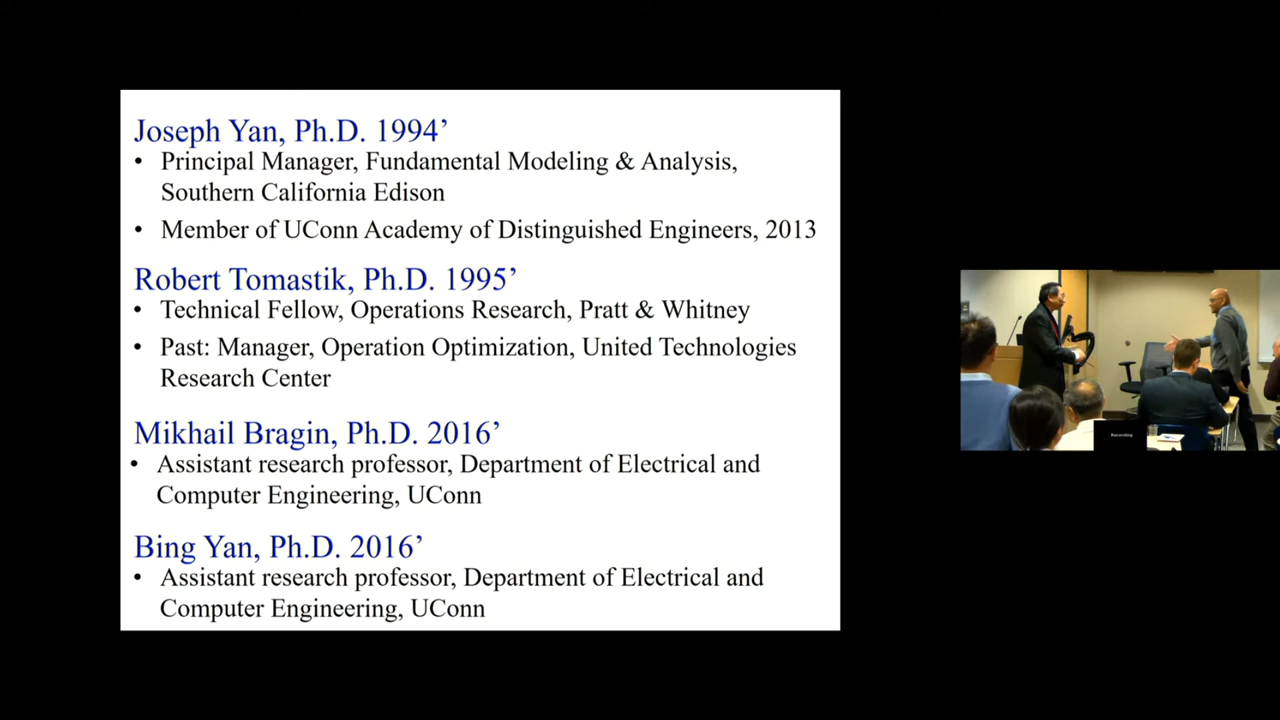 Joseph Yan, Ph.D. 1994’
• Principal Manager, Fundamental Modeling & Analysis,
Southern California Edison
• Member of UConn Academy of Distinguished Engineers, 2013
Robert Tomastik, Ph.D. 1995’
• Technical Fellow, Operations Research, Pratt & Whitney
• Past: Manager, Operation Optimization, United Technologies
Research Center
Mikhail Bragin, Ph.D. 2016’
• Assistant research professor, Department of Electrical and
Computer Engineering, UConn
Bing Yan, Ph.D. 2016’
• Assistant research professor, Department of Electrical and
Computer Engineering, UConn
Recording